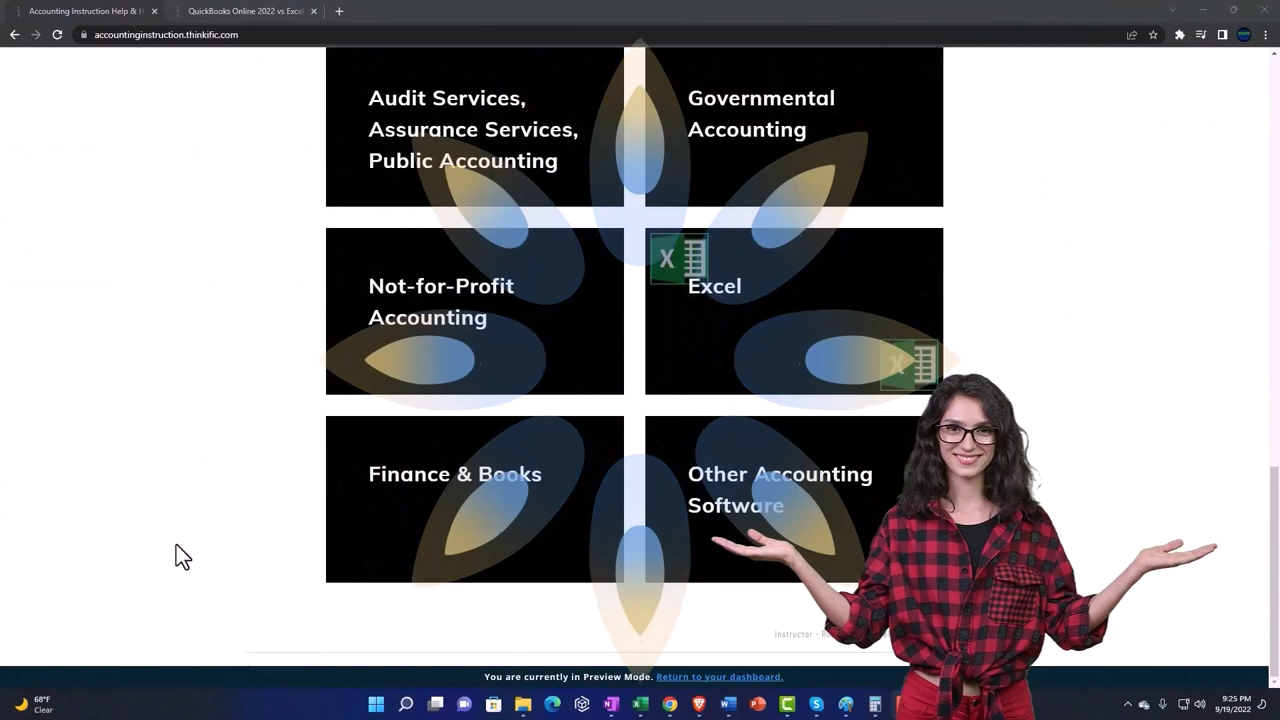 Accounting Instruction Help & H
QuickBooks Online 2022 vs Excel
accountinginstruction.thinkific.com
Audit Services,
Assurance Services,
Public Accounting
Governmental
Accounting
Not-for-Profit
Accounting
X
Excel
X
Finance & Books
Other Accounting
Software
Instructor -
You are currently in Preview Mode. Return to your dashboard.
68°F
Clear
9:25 PM
9/19/2022